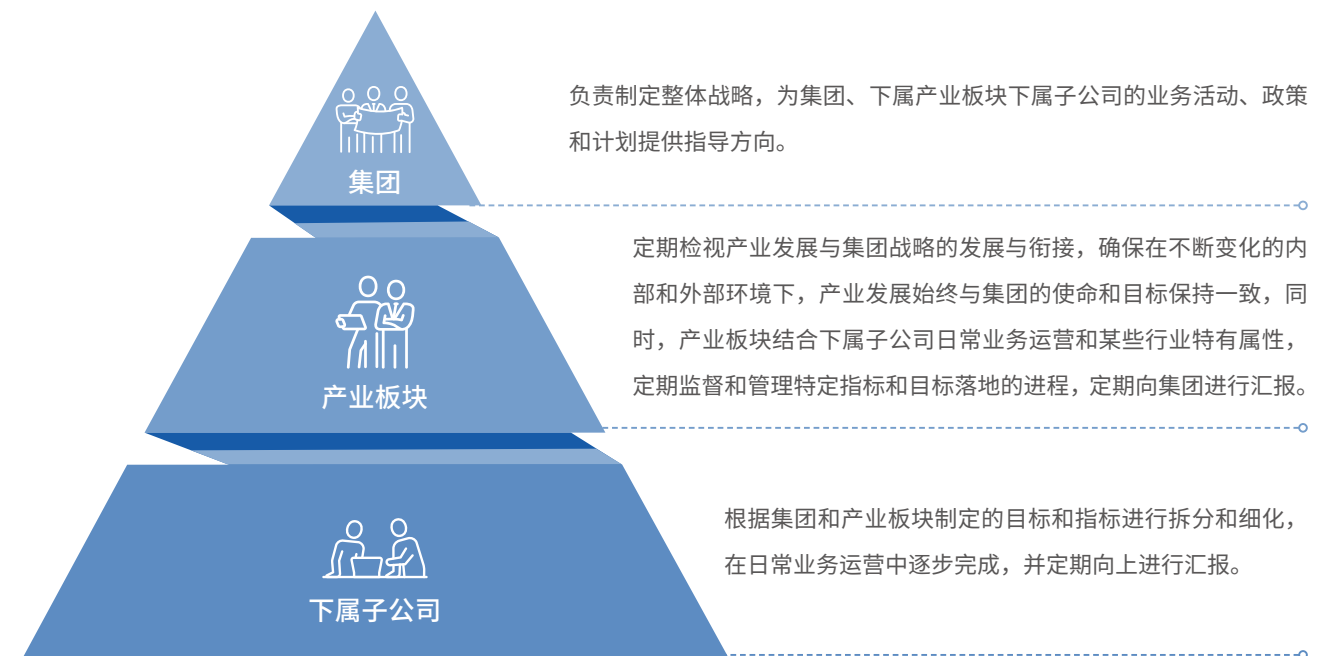 负责制定整体战略，为集团、下属产业板块下属子公司的业务活动、政策
和计划提供指导方向。
集团
定期检视产业发展与集团战略的发展与衔接，确保在不断变化的内
部和外部环境下，产业发展始终与集团的使命和目标保持一致，同
时，产业板块结合下属子公司日常业务运营和某些行业特有属性，
定期监督和管理特定指标和目标落地的进程，定期向集团进行汇报。
产业板块
根据集团和产业板块制定的目标和指标进行拆分和细化，
在日常业务运营中逐步完成，并定期向上进行汇报。
下属子公司